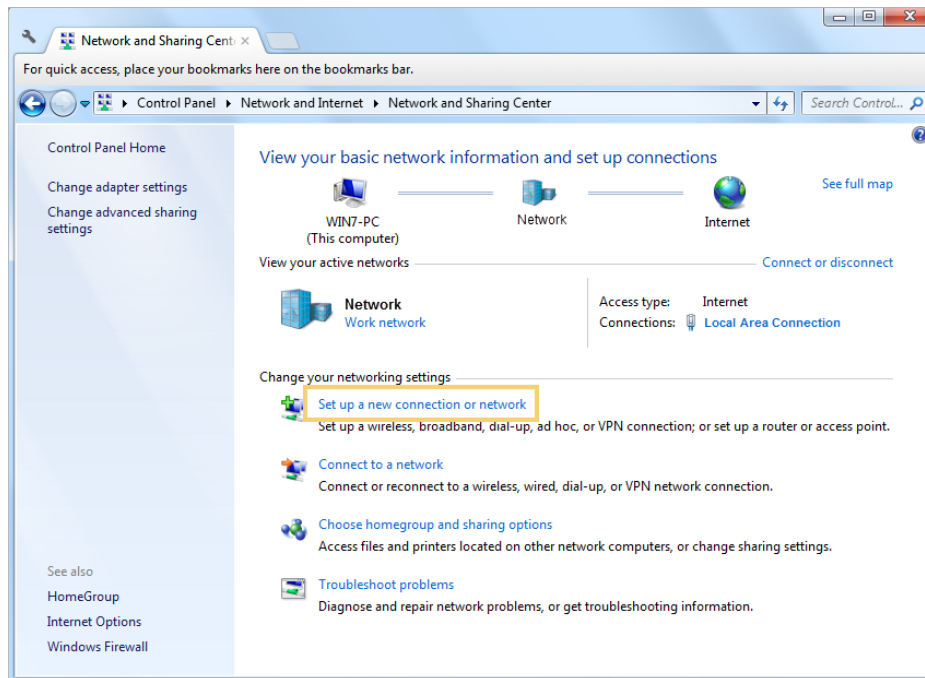 Network and Sharing Cent
For quick access, place your bookmarks here on the bookmarks bar.
Control Panel Network and Internet Network and Sharing Center Search Control...
Control Panel Home
Change adapter settings
Change advanced sharing
settings
View your basic network information and set up connections
See full map
WIN7-PC
(This computer)
Network
Internet
View your active networks
Connect or disconnect
Network
Work network
Access type: Internet
Connections: Local Area Connection
Change your networking settings
Set up a new connection or network
Set up a wireless, broadband, dial-up, ad hoc, or VPN connection; or set up a router or access point.
Connect to a network
Connect or reconnect to a wireless, wired, dial-up, or VPN network connection.
Choose homegroup and sharing options
Access files and printers located on other network computers, or change sharing settings.
Troubleshoot problems
Diagnose and repair network problems, or get troubleshooting information.
See also
HomeGroup
Internet Options
Windows Firewall